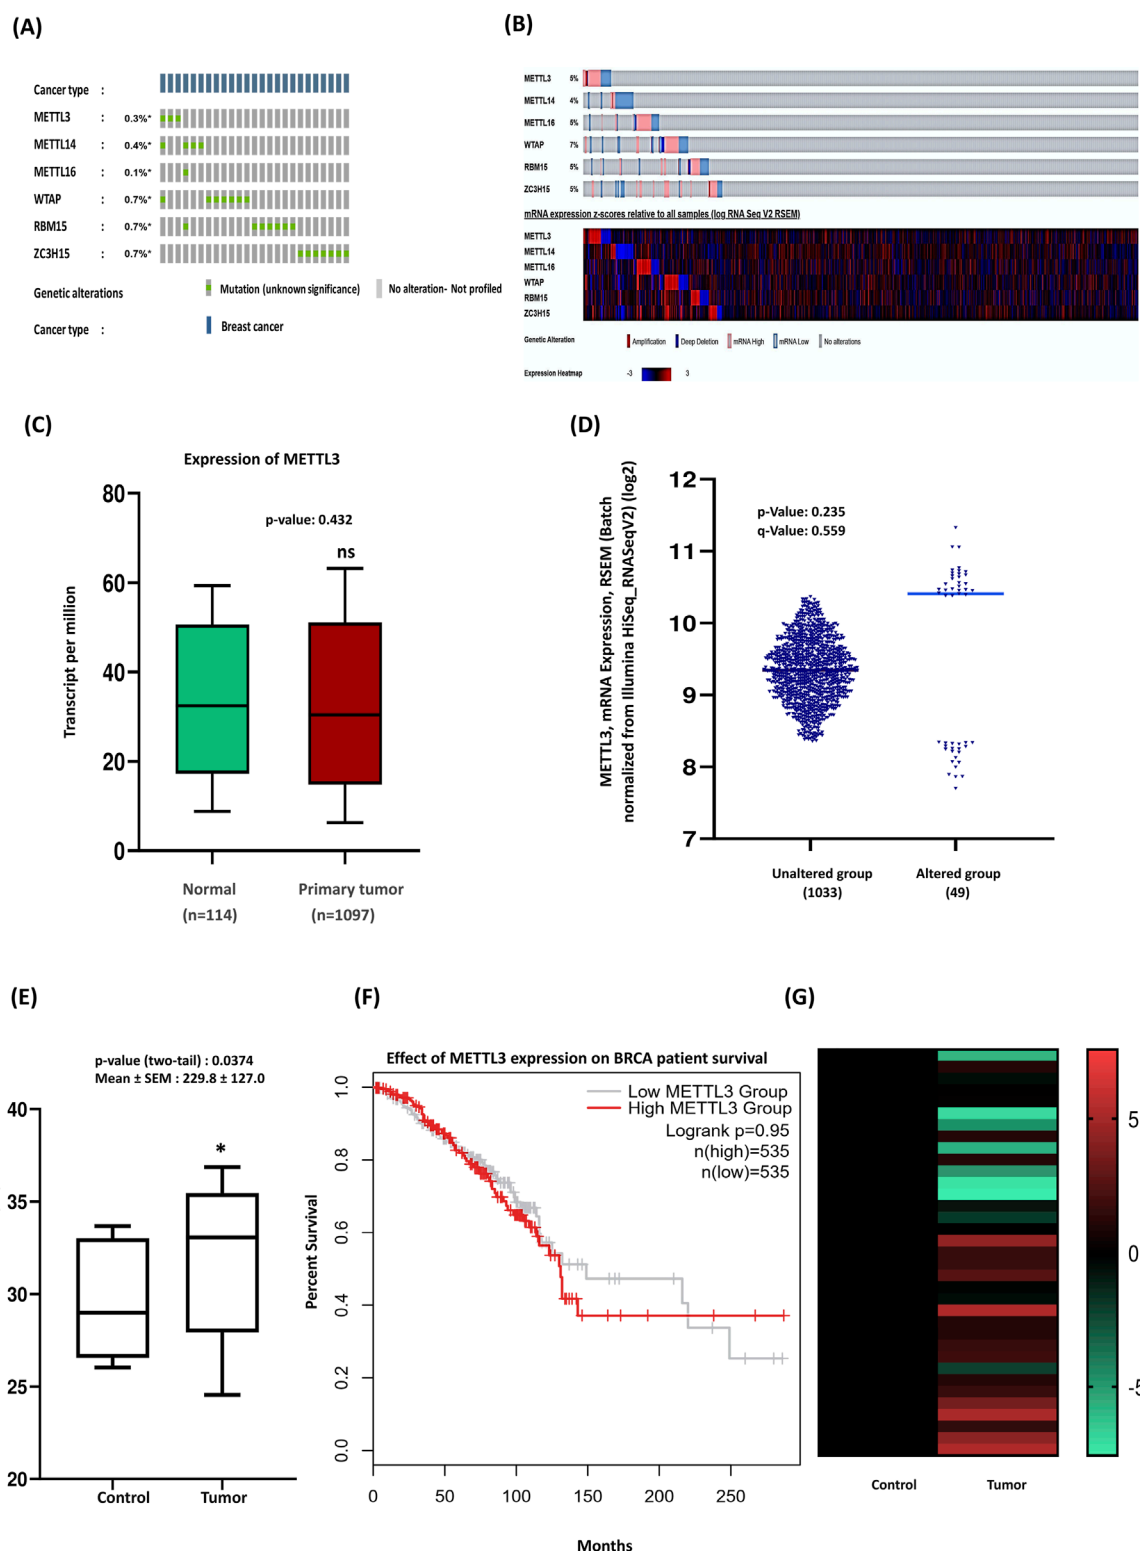 (A)
Cancer type :
METTL3 : 0.3%*
METTL14 : 0.4%*
METTL16 : 0.1%*
WTAP : 0.7%*
RBM15 : 0.7%*
ZC3H15 : 0.7%*
Genetic alterations
Mutation (unknown significance)
No alteration- Not profiled
Cancer type :
Breast cancer
(B)
METTL3 5%
METTL14 4%
METTL16 5%
WTAP 7%
RBM15 5%
ZC3H15 5%
mRNA expression z-scores relative to all samples (log RNA Seq V2 RSEM)
METTL3
METTL14
METTL16
WTAP
RBM15
ZC3H15
Genetic Alteration
Amplification
Deep Deletion
mRNA High
mRNA Low
No alterations
Expression Heatmap
-3
3
(C)
Expression of METTL3
p-value: 0.432
ns
Transcript per million
80
60
40
20
0
Normal
(n=114)
Primary tumor
(n=1097)
(D)
METTL3, mRNA Expression, RSEM (Batch
normalized from Illumina HiSeq_RNASeqV2) (log2)
p-Value: 0.235
q-Value: 0.559
12
11
10
9
8
7
Unaltered group
(1033)
Altered group
(49)
(E)
p-value (two-tail) : 0.0374
Mean ± SEM : 229.8 ± 127.0
*
40
35
30
25
20
Control
Tumor
(F)
Effect of METTL3 expression on BRCA patient survival
Low METTL3 Group
High METTL3 Group
Logrank p=0.95
n(high)=535
n(low)=535
Percent Survival
1.0
0.8
0.6
0.4
0.2
0.0
0 50 100 150 200 250
Months
(G)
5
0
-5
Control
Tumor